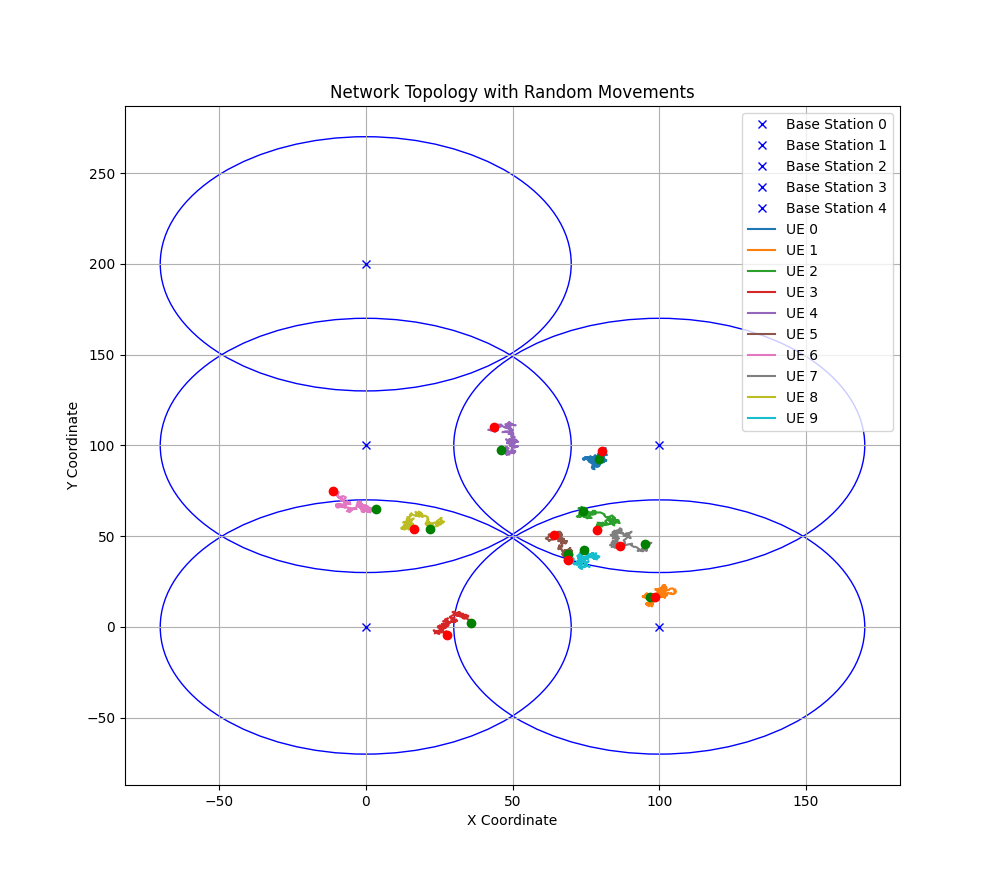 Network Topology with Random Movements
Base Station 0
Base Station 1
Base Station 2
Base Station 3
Base Station 4
UE 0
UE 1
UE 2
UE 3
UE 4
UE 5
UE 6
UE 7
UE 8
UE 9
Y Coordinate
250
200
150
100
50
0
−50
−50
0
50
100
150
X Coordinate